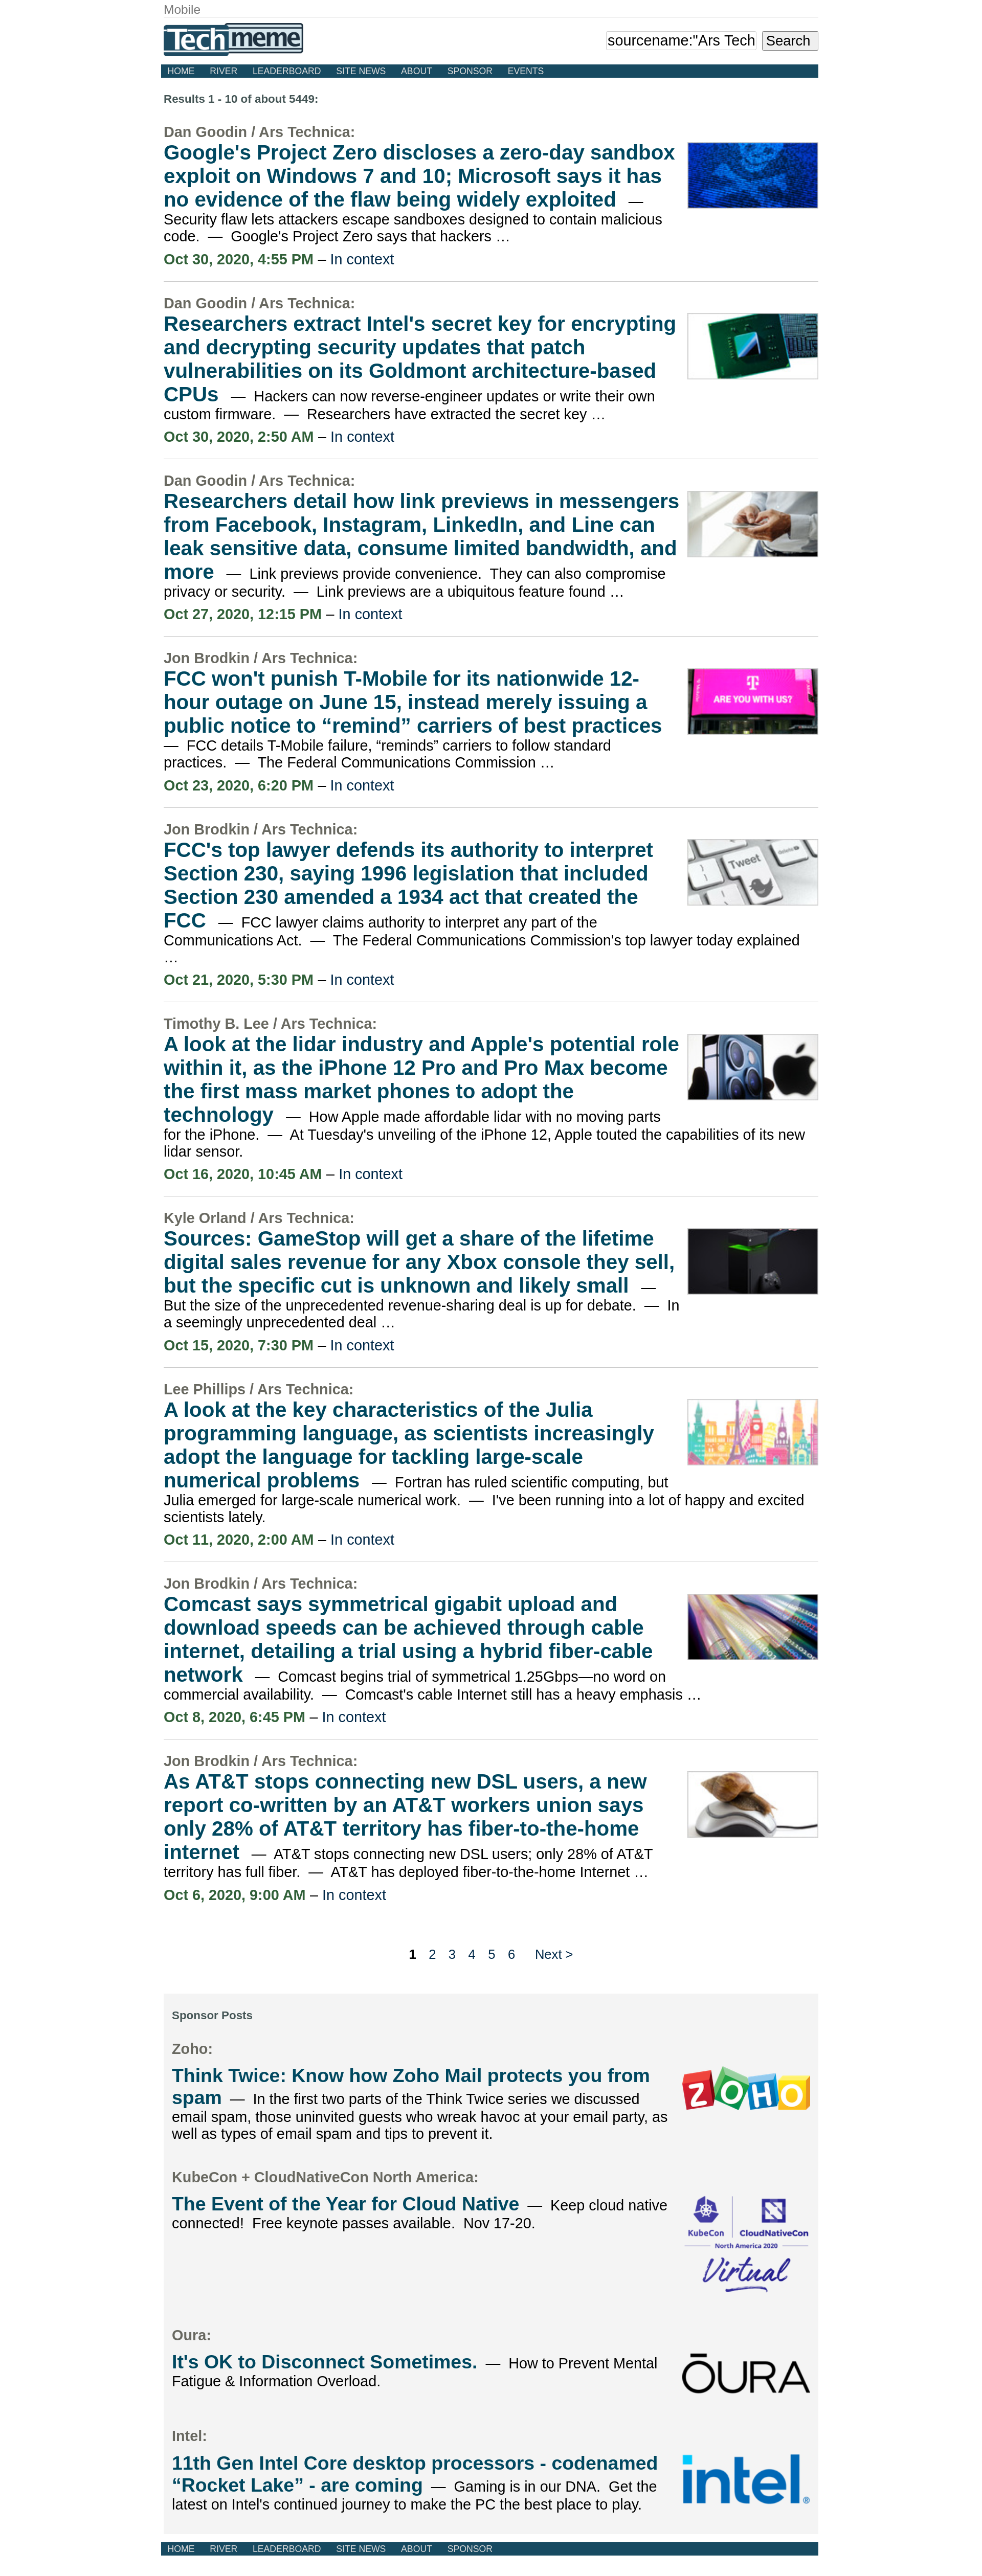 Mobile
Techmeme
sourcename:"Ars Tech
Search
HOME RIVER LEADERBOARD SITE NEWS ABOUT SPONSOR EVENTS
Results 1 - 10 of about 5449:
Dan Goodin / Ars Technica:
Google's Project Zero discloses a zero-day sandbox
exploit on Windows 7 and 10; Microsoft says it has
no evidence of the flaw being widely exploited —
Security flaw lets attackers escape sandboxes designed to contain malicious
code. — Google's Project Zero says that hackers …
Oct 30, 2020, 4:55 PM – In context
Dan Goodin / Ars Technica:
Researchers extract Intel's secret key for encrypting
and decrypting security updates that patch
vulnerabilities on its Goldmont architecture-based
CPUs — Hackers can now reverse-engineer updates or write their own
custom firmware. — Researchers have extracted the secret key …
Oct 30, 2020, 2:50 AM – In context
Dan Goodin / Ars Technica:
Researchers detail how link previews in messengers
from Facebook, Instagram, LinkedIn, and Line can
leak sensitive data, consume limited bandwidth, and
more — Link previews provide convenience. They can also compromise
privacy or security. — Link previews are a ubiquitous feature found …
Oct 27, 2020, 12:15 PM – In context
Jon Brodkin / Ars Technica:
FCC won't punish T-Mobile for its nationwide 12-
hour outage on June 15, instead merely issuing a
public notice to “remind” carriers of best practices
— FCC details T-Mobile failure, “reminds” carriers to follow standard
practices. — The Federal Communications Commission …
Oct 23, 2020, 6:20 PM – In context
T
ARE YOU WITH US?
Jon Brodkin / Ars Technica:
FCC's top lawyer defends its authority to interpret
Section 230, saying 1996 legislation that included
Section 230 amended a 1934 act that created the
FCC — FCC lawyer claims authority to interpret any part of the
Communications Act. — The Federal Communications Commission's top lawyer today explained
…
Oct 21, 2020, 5:30 PM – In context
Tweet
Timothy B. Lee / Ars Technica:
A look at the lidar industry and Apple's potential role
within it, as the iPhone 12 Pro and Pro Max become
the first mass market phones to adopt the
technology — How Apple made affordable lidar with no moving parts
for the iPhone. — At Tuesday's unveiling of the iPhone 12, Apple touted the capabilities of its new
lidar sensor.
Oct 16, 2020, 10:45 AM – In context
Kyle Orland / Ars Technica:
Sources: GameStop will get a share of the lifetime
digital sales revenue for any Xbox console they sell,
but the specific cut is unknown and likely small —
But the size of the unprecedented revenue-sharing deal is up for debate. — In
a seemingly unprecedented deal …
Oct 15, 2020, 7:30 PM – In context
Lee Phillips / Ars Technica:
A look at the key characteristics of the Julia
programming language, as scientists increasingly
adopt the language for tackling large-scale
numerical problems — Fortran has ruled scientific computing, but
Julia emerged for large-scale numerical work. — I've been running into a lot of happy and excited
scientists lately.
Oct 11, 2020, 2:00 AM – In context
Jon Brodkin / Ars Technica:
Comcast says symmetrical gigabit upload and
download speeds can be achieved through cable
internet, detailing a trial using a hybrid fiber-cable
network — Comcast begins trial of symmetrical 1.25Gbps—no word on
commercial availability. — Comcast's cable Internet still has a heavy emphasis …
Oct 8, 2020, 6:45 PM – In context
Jon Brodkin / Ars Technica:
As AT&T stops connecting new DSL users, a new
report co-written by an AT&T workers union says
only 28% of AT&T territory has fiber-to-the-home
internet — AT&T stops connecting new DSL users; only 28% of AT&T
territory has full fiber. — AT&T has deployed fiber-to-the-home Internet …
Oct 6, 2020, 9:00 AM – In context
1 2 3 4 5 6 Next >
Sponsor Posts
Zoho:
Think Twice: Know how Zoho Mail protects you from
spam — In the first two parts of the Think Twice series we discussed
email spam, those uninvited guests who wreak havoc at your email party, as
well as types of email spam and tips to prevent it.
ZOHO
KubeCon + CloudNativeCon North America:
The Event of the Year for Cloud Native — Keep cloud native
connected! Free keynote passes available. Nov 17-20.
KubeCon CloudNativeCon
North America 2020
Virtual
Oura:
It's OK to Disconnect Sometimes. — How to Prevent Mental
Fatigue & Information Overload.
ŌURA
Intel:
11th Gen Intel Core desktop processors - codenamed
“Rocket Lake” - are coming — Gaming is in our DNA. Get the
latest on Intel's continued journey to make the PC the best place to play.
intel®
HOME RIVER LEADERBOARD SITE NEWS ABOUT SPONSOR